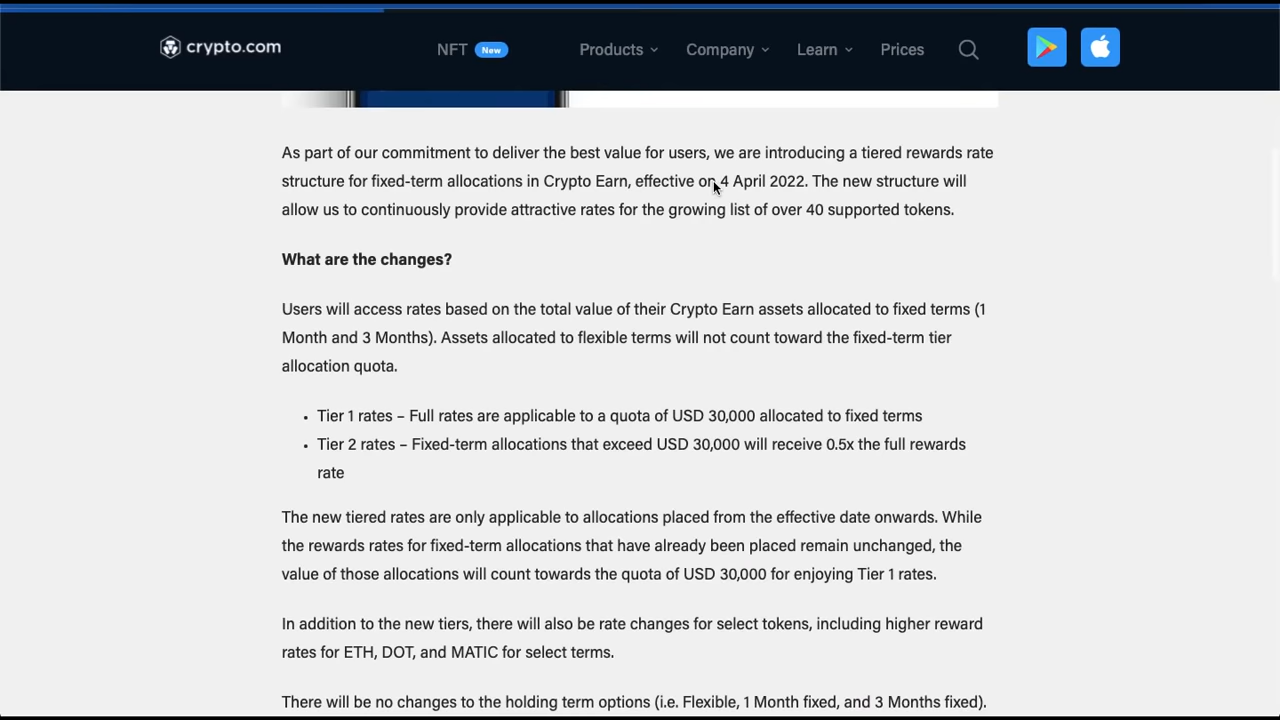 crypto.com
NFT New Products Company Learn Prices
As part of our commitment to deliver the best value for users, we are introducing a tiered rewards rate
structure for fixed-term allocations in Crypto Earn, effective on 4 April 2022. The new structure will
allow us to continuously provide attractive rates for the growing list of over 40 supported tokens.
What are the changes?
Users will access rates based on the total value of their Crypto Earn assets allocated to fixed terms (1
Month and 3 Months). Assets allocated to flexible terms will not count toward the fixed-term tier
allocation quota.
• Tier 1 rates – Full rates are applicable to a quota of USD 30,000 allocated to fixed terms
• Tier 2 rates – Fixed-term allocations that exceed USD 30,000 will receive 0.5x the full rewards
rate
The new tiered rates are only applicable to allocations placed from the effective date onwards. While
the rewards rates for fixed-term allocations that have already been placed remain unchanged, the
value of those allocations will count towards the quota of USD 30,000 for enjoying Tier 1 rates.
In addition to the new tiers, there will also be rate changes for select tokens, including higher reward
rates for ETH, DOT, and MATIC for select terms.
There will be no changes to the holding term options (i.e. Flexible, 1 Month fixed, and 3 Months fixed).